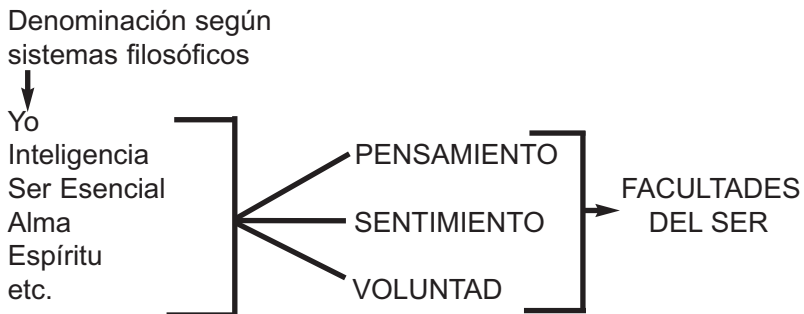 Denominación según
sistemas filosóficos
Yo
Inteligencia
Ser Esencial
Alma
Espíritu
etc.
PENSAMIENTO
SENTIMIENTO
VOLUNTAD
FACULTADES
DEL SER